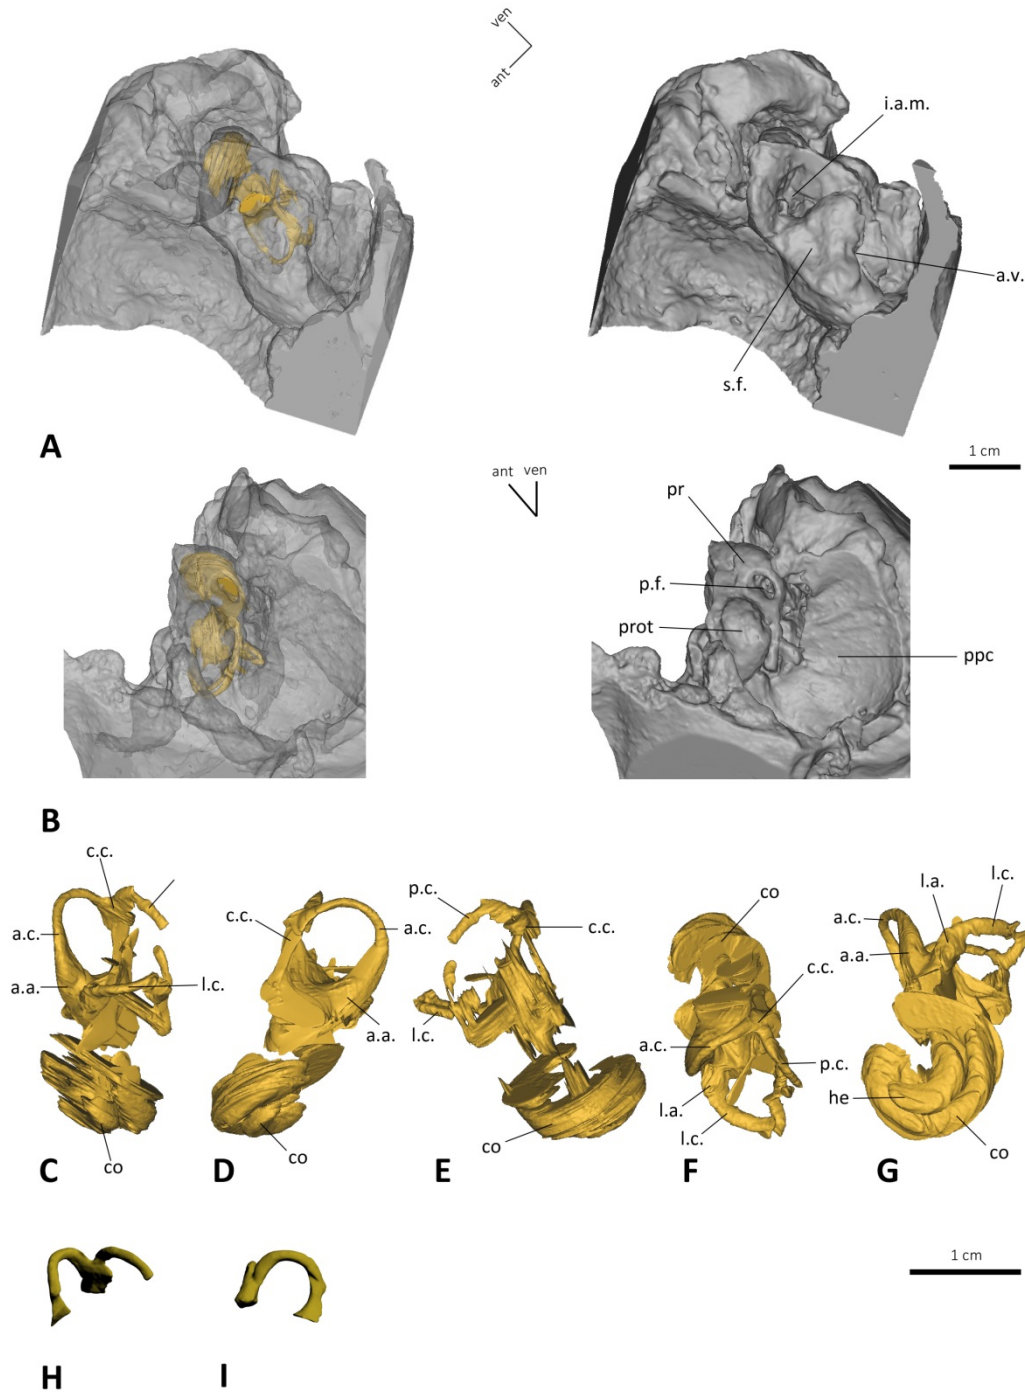 ven
ant
i.a.m.
a.v.
s.f.
A
1 cm
ant ven
pr
p.f.
prot
ppc
B
c.c.
a.c.
a.a.
l.c.
co
C
c.c.
a.c.
a.a.
co
D
p.c.
c.c.
l.c.
co
E
co
c.c.
a.c.
p.c.
l.a.
l.c.
F
l.c.
l.a.
a.c.
a.a.
he
co
G
1 cm
H
I